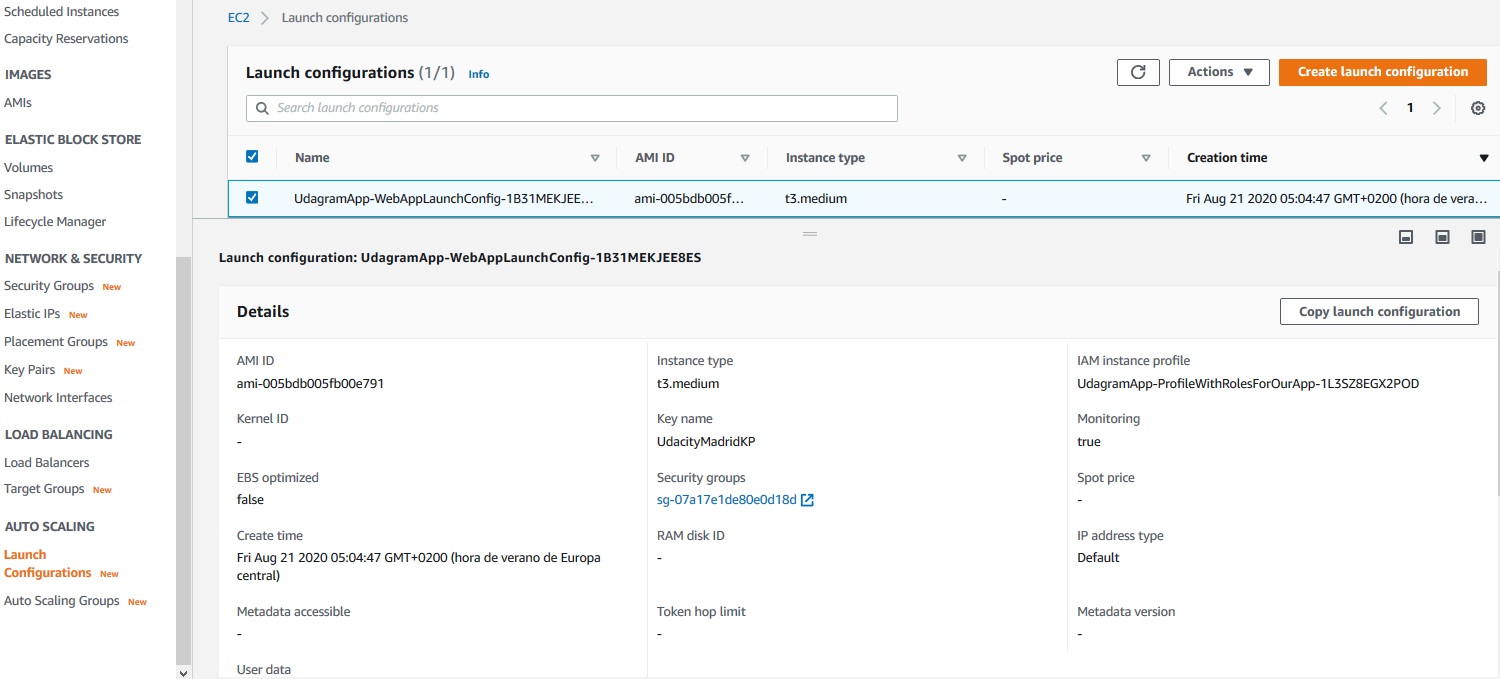 Scheduled Instances
Capacity Reservations
IMAGES
AMIs
ELASTIC BLOCK STORE
Volumes
Snapshots
Lifecycle Manager
NETWORK & SECURITY
Security Groups New
Elastic IPs New
Placement Groups New
Key Pairs New
Network Interfaces
LOAD BALANCING
Load Balancers
Target Groups New
AUTO SCALING
Launch
Configurations New
Auto Scaling Groups New
EC2 Launch configurations
Launch configurations (1/1) Info
Actions
Create launch configuration
Search launch configurations
1
Name AMI ID Instance type Spot price Creation time
UdagramApp-WebAppLaunchConfig-1B31MEKJEE... ami-005bdb005f... t3.medium - Fri Aug 21 2020 05:04:47 GMT+0200 (hora de vera...
Launch configuration: UdagramApp-WebAppLaunchConfig-1B31MEKJEE8ES
Details
Copy launch configuration
AMI ID Instance type IAM instance profile
ami-005bdb005fb00e791 t3.medium UdagramApp-ProfileWithRolesForOurApp-1L3SZ8EGX2POD
Kernel ID Key name Monitoring
- UdacityMadridKP true
EBS optimized Security groups Spot price
false sg-07a17e1de80e0d18d -
Create time RAM disk ID IP address type
Fri Aug 21 2020 05:04:47 GMT+0200 (hora de verano de Europa - Default
central)
Metadata accessible Token hop limit Metadata version
- - -
User data